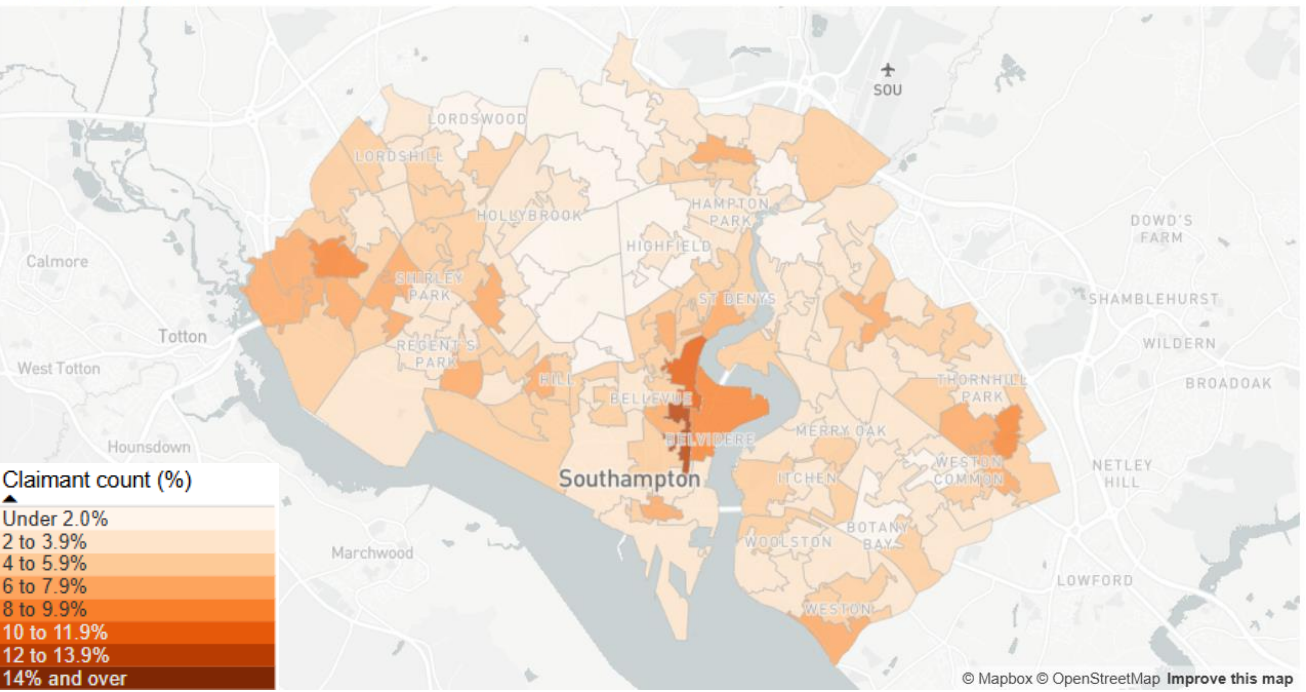 SOU
LORDSWOOD
LORDSHILL
HOLLYBROOK
HAMPTON
PARK
DOWD'S
FARM
HIGHFIELD
Calmore
SHIRLEY
PARK
ST DENYS
SHAMBLEHURST
Totton
REGENT'S
PARK
WILDERN
West Totton
HILL
THORNHILL
PARK
BROADOAK
BELLEVUE
MERRY OAK
BELVIDERE
Hounsdown
WESTON
COMMON
NETLEY
HILL
Southampton
ITCHEN
BOTANY
BAY
WOOLSTON
Marchwood
LOWFORD
WESTON
Claimant count (%)
Under 2.0%
2 to 3.9%
4 to 5.9%
6 to 7.9%
8 to 9.9%
10 to 11.9%
12 to 13.9%
14% and over
© Mapbox © OpenStreetMap Improve this map